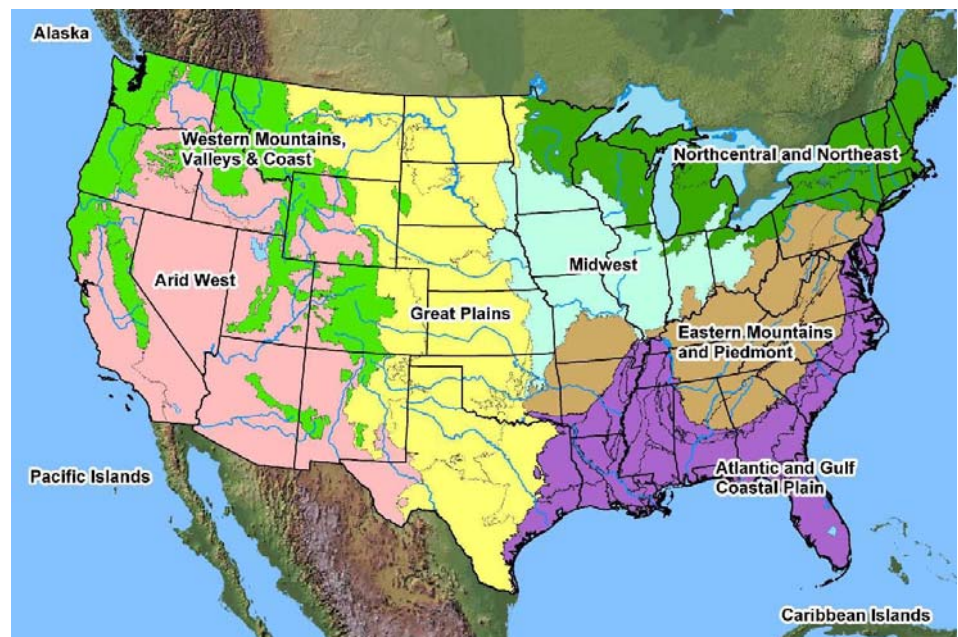 Alaska
Western Mountains,
Valleys & Coast
Northcentral and Northeast
Arid West
Midwest
Great Plains
Eastern Mountains
and Piedmont
Pacific Islands
Atlantic and Gulf
Coastal Plain
Caribbean Islands